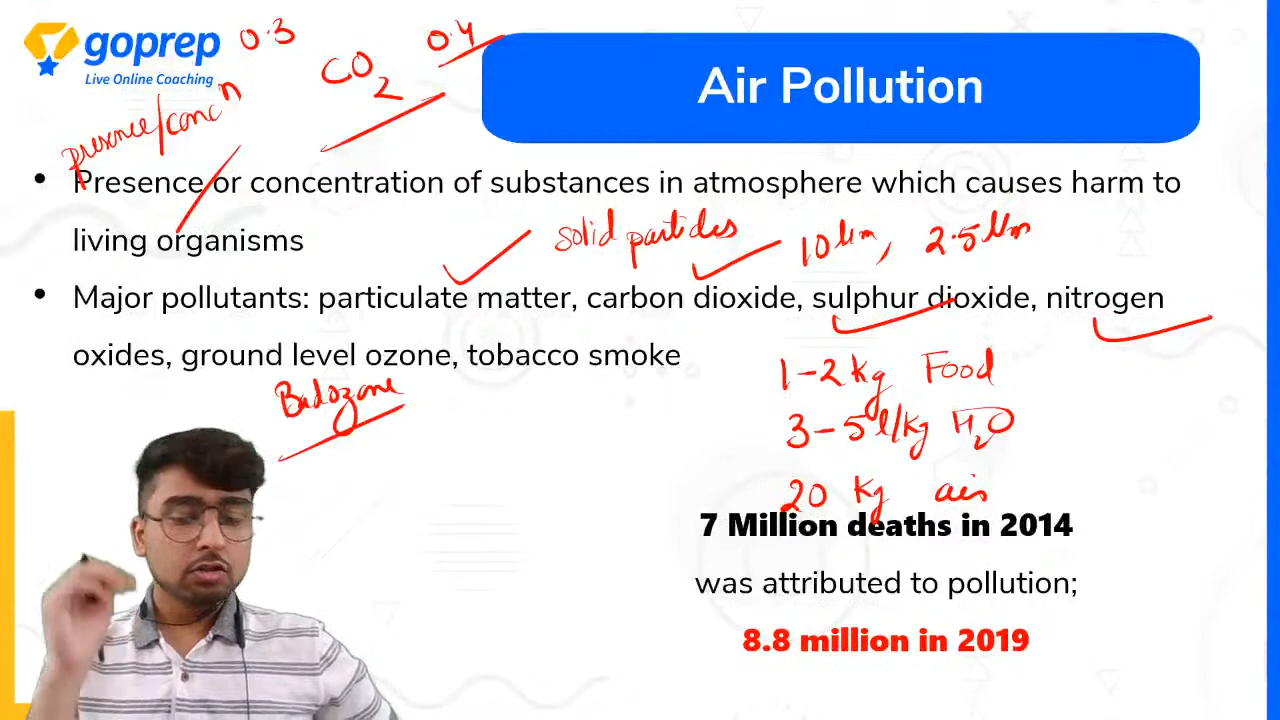 goprep
Live Online Coaching
0.3
CO2
0.4
Air Pollution
presence/concn
• Presence or concentration of substances in atmosphere which causes harm to
living organisms
solid particles
10 µm, 2.5 µm
• Major pollutants: particulate matter, carbon dioxide, sulphur dioxide, nitrogen
oxides, ground level ozone, tobacco smoke
Bad ozone
1-2 kg Food
3-5 l/kg H2O
20 kg air
7 Million deaths in 2014
was attributed to pollution;
8.8 million in 2019